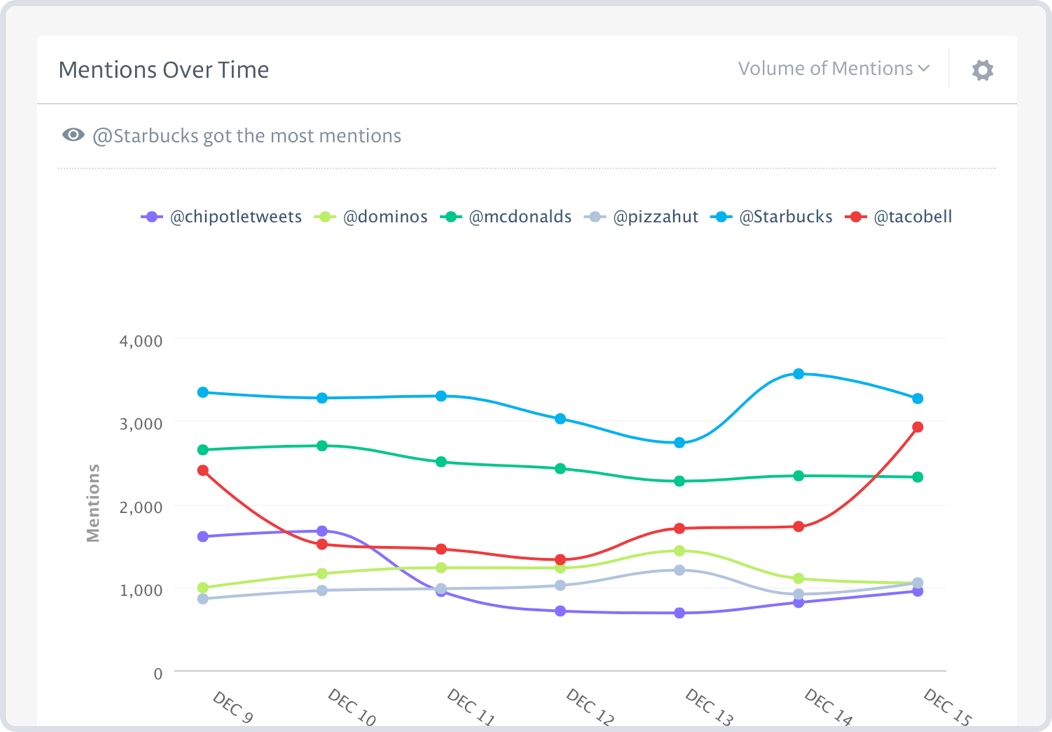 Mentions Over Time
Volume of Mentions
@Starbucks got the most mentions
@chipotletweets @dominos @mcdonalds @pizzahut @Starbucks @tacobell
4,000
3,000
2,000
1,000
0
Mentions
DEC 9 DEC 10 DEC 11 DEC 12 DEC 13 DEC 14 DEC 15